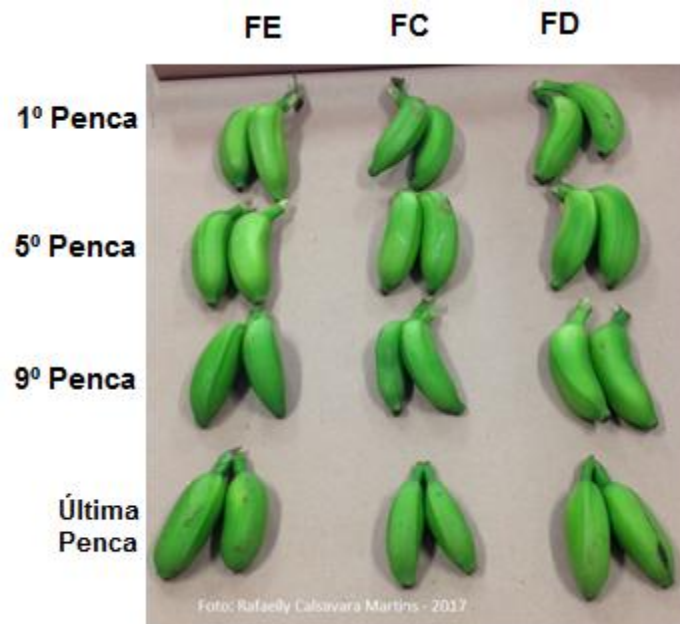 FE FC FD
1º Penca
5º Penca
9º Penca
Última
Penca
Foto: Rafaelly Calsavara Martins - 2017